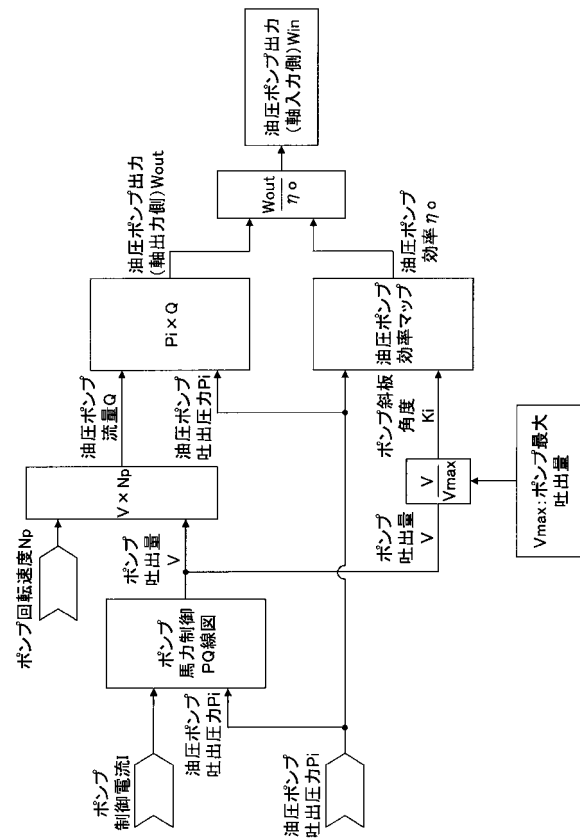 ポンプ回転速度Np
ポンプ
制御電流I
油圧ポンプ
吐出圧力Pi
油圧ポンプ
吐出圧力Pi
ポンプ
馬力制御
PQ線図
ポンプ
吐出量
V
V×Np
油圧ポンプ
流量Q
油圧ポンプ
吐出圧力Pi
Pi×Q
油圧ポンプ出力
(軸出力側)Wout
ポンプ
吐出量
V
V
Vmax
Vmax:ポンプ最大
吐出量
ポンプ斜板
角度
Ki
油圧ポンプ
効率マップ
油圧ポンプ
効率ηo
Wout
ηo
油圧ポンプ出力
(軸入力側)Win